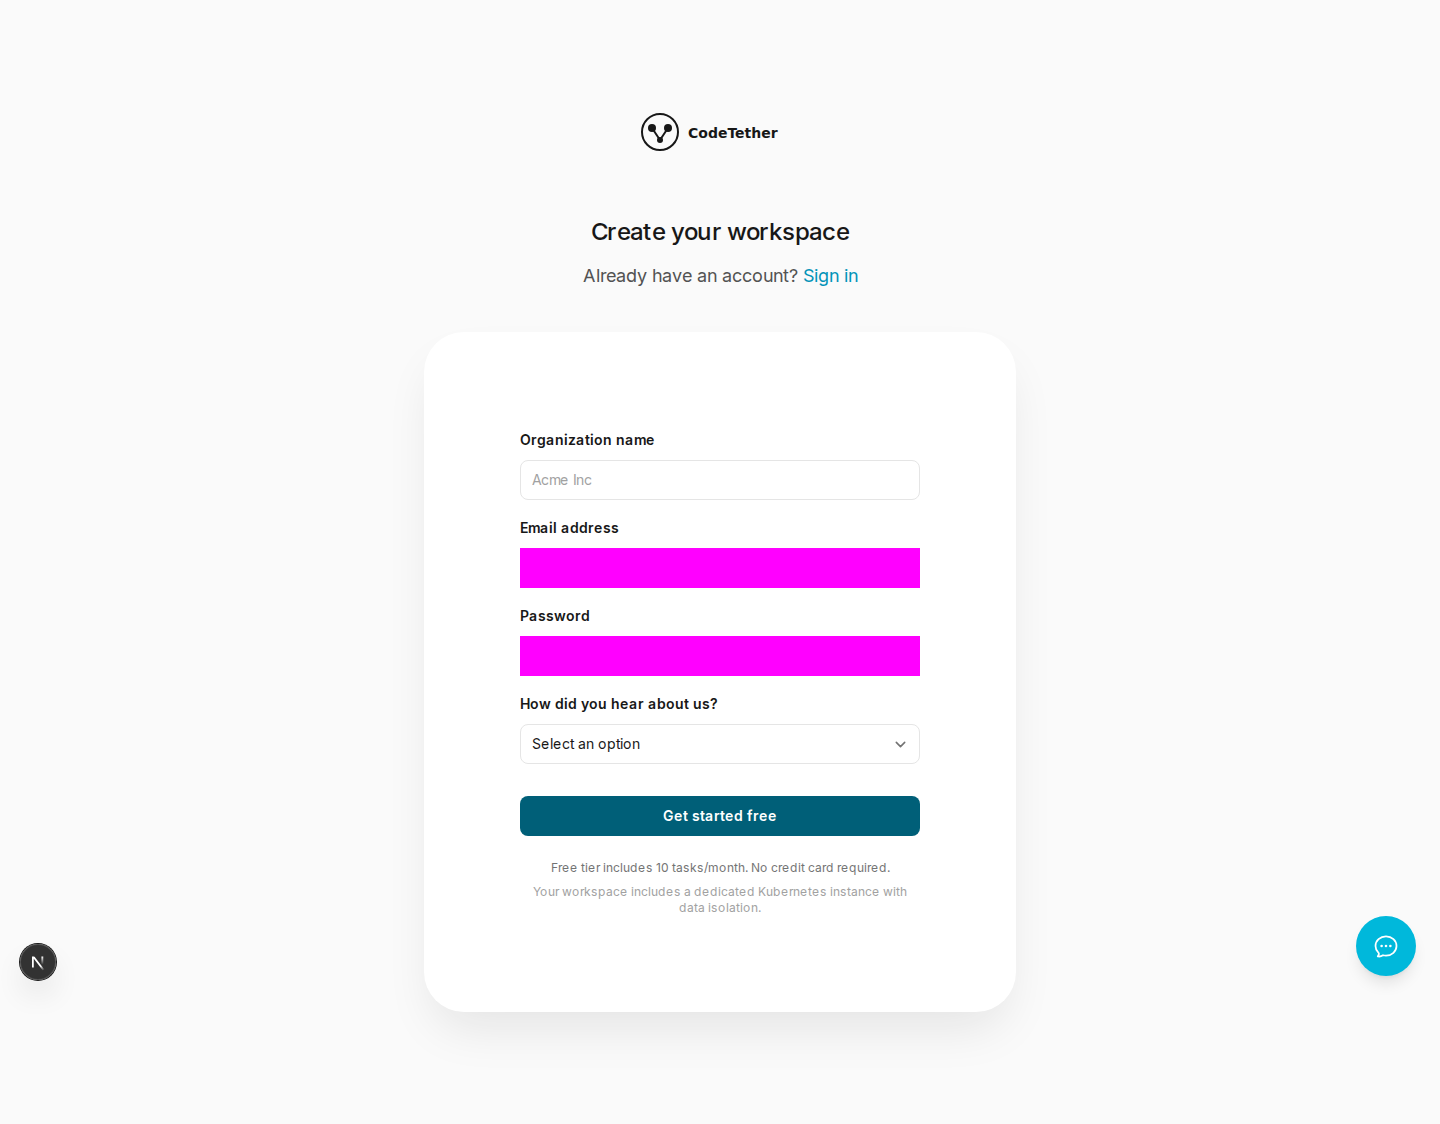 CodeTether
Create your workspace
Already have an account? Sign in
Organization name
Acme Inc
Email address
Password
How did you hear about us?
Select an option
Get started free
Free tier includes 10 tasks/month. No credit card required.
Your workspace includes a dedicated Kubernetes instance with
data isolation.
N